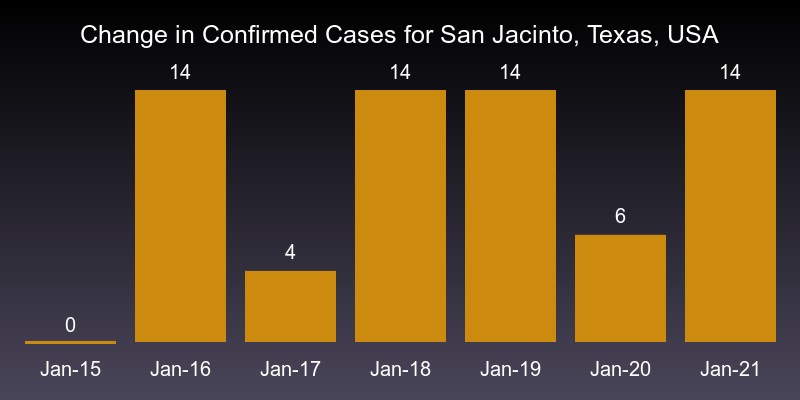 Change in Confirmed Cases for San Jacinto, Texas, USA
14 14 14 14
6
4
0
Jan-15 Jan-16 Jan-17 Jan-18 Jan-19 Jan-20 Jan-21